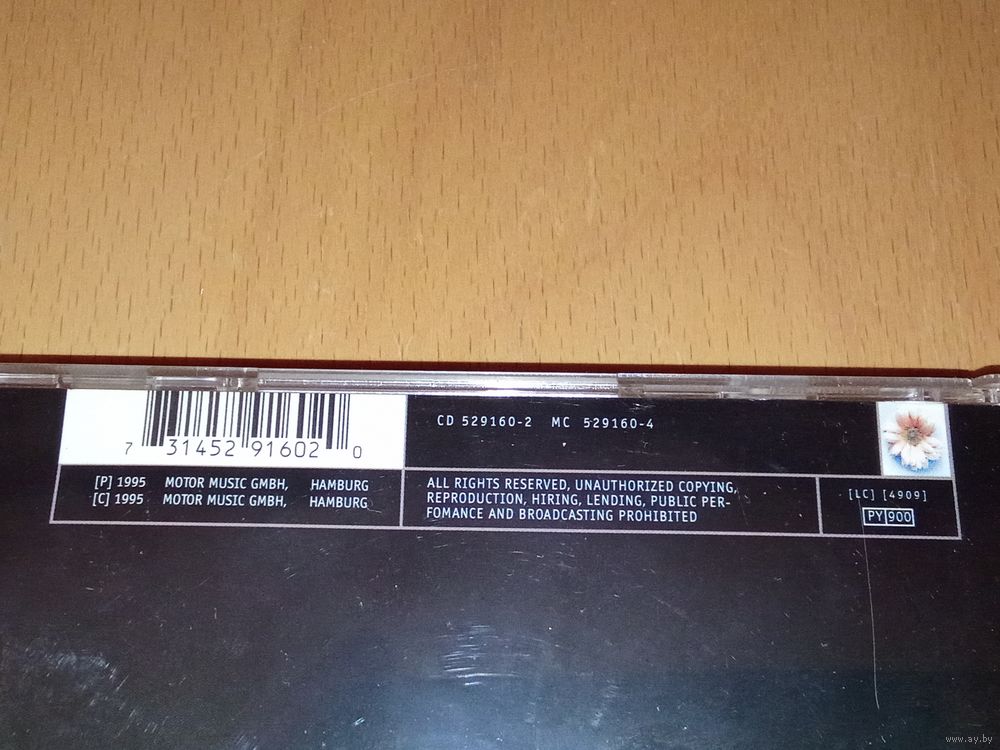 7 31452 91602 0
CD 529160-2 MC 529160-4
[P] 1995 MOTOR MUSIC GMBH, HAMBURG
[C] 1995 MOTOR MUSIC GMBH, HAMBURG
ALL RIGHTS RESERVED, UNAUTHORIZED COPYING,
REPRODUCTION, HIRING, LENDING, PUBLIC PER-
FOMANCE AND BROADCASTING PROHIBITED
[LC] [4909]
PY 900
www.ay.by